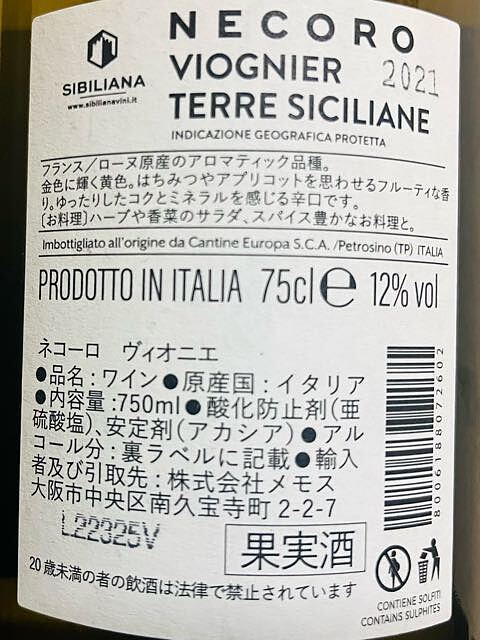 NECORO
SIBILIANA
www.sibilianavini.it
VIOGNIER 2021
TERRE SICILIANE
INDICAZIONE GEOGRAFICA PROTETTA
フランス／ローヌ原産のアロマティック品種。
金色に輝く黄色。はちみつやアプリコットを思わせるフルーティな香
り。ゆったりしたコクとミネラルを感じる辛口です。
〔お料理〕ハーブや香菜のサラダ、スパイス豊かなお料理と。
Imbottigliato all'origine da Cantine Europa S.C.A. /Petrosino (TP) ITALIA
PRODOTTO IN ITALIA 75cl e 12% vol
ネコーロ ヴィオニエ
●品名：ワイン●原産国：イタリア
●内容量：750ml●酸化防止剤（亜
硫酸塩）、安定剤（アカシア）●アル
コール分：裏ラベルに記載●輸入
者及び引取先：株式会社メモス
大阪市中央区南久宝寺町 2-2-7
L22325V
果実酒
20歳未満の者の飲酒は法律で禁止されています
8006188072602
CONTIENE SOLFITI
CONTAINS SULPHITES